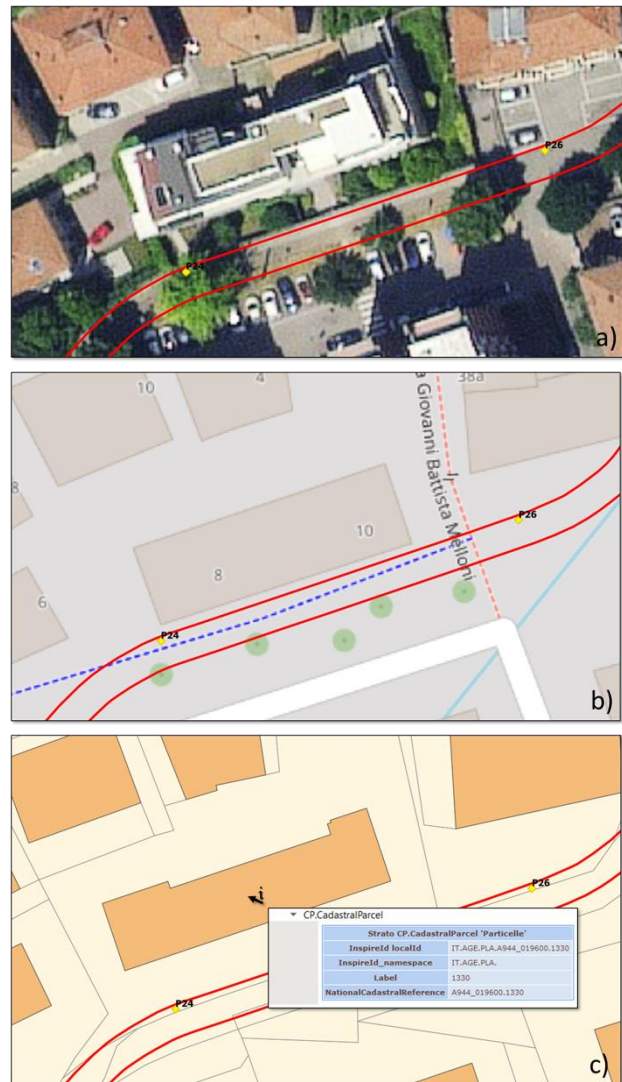 P26
P24
a)
10
4
38a
a Giovanni Battista Melloni
8
10
P26
8
6
P24
b)
i
P26
CP.CadastralParcel
Strato CP.CadastralParcel 'Particelle'
InspireId localId IT.AGE.PLA.A944_019600.1330
InspireId_namespace IT.AGE.PLA.
Label 1330
NationalCadastralReference A944_019600.1330
P24
c)